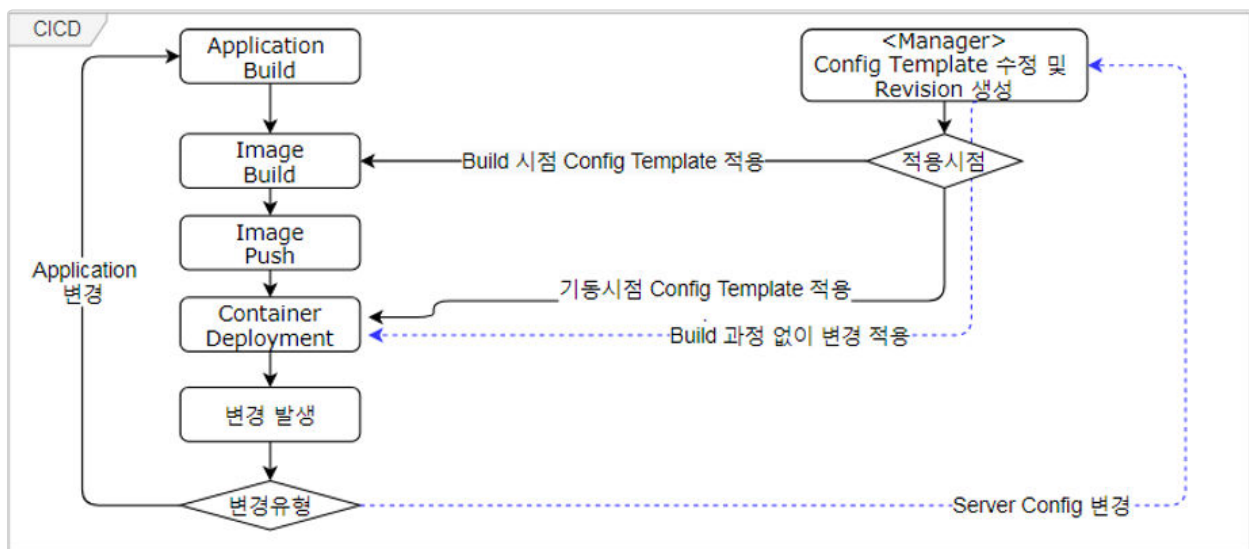 CICD
Application
Build
<Manager>
Config Template 수정 및
Revision 생성
Image
Build
Build 시점 Config Template 적용
적용시점
Image
Push
Application
변경
기동시점 Config Template 적용
Container
Deployment
Build 과정 없이 변경 적용
변경 발생
변경유형
Server Config 변경